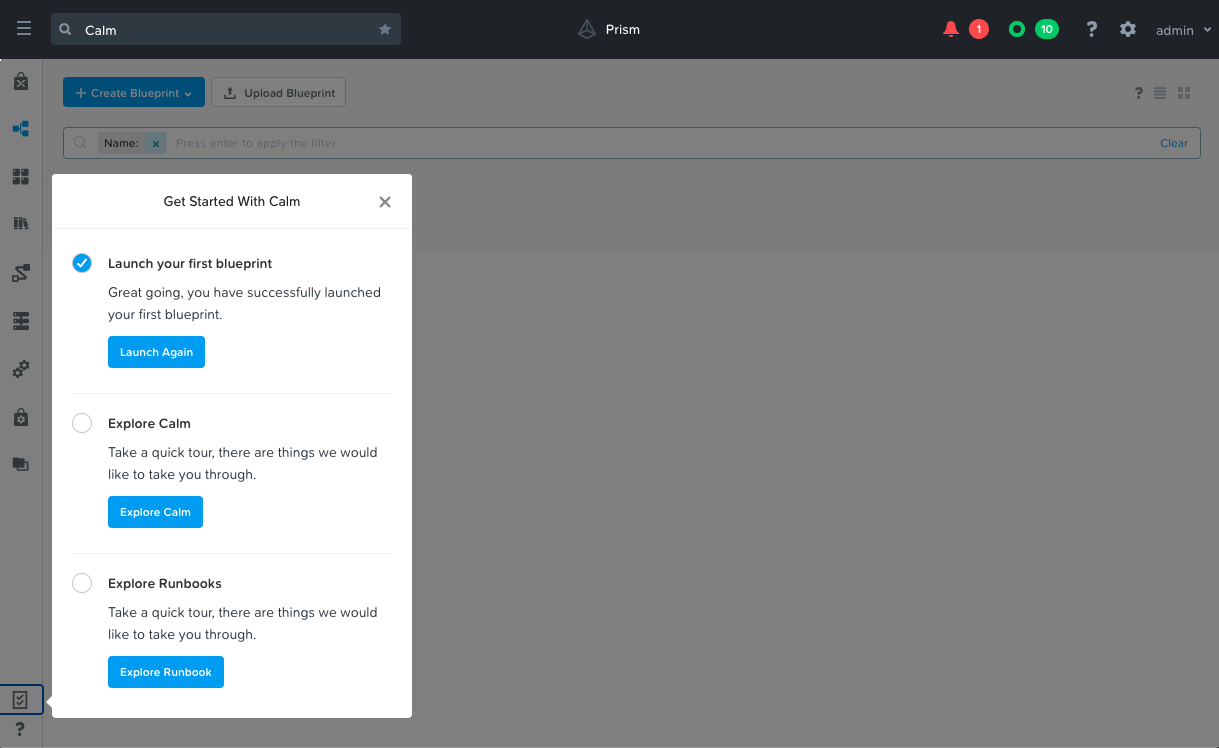 Calm
Prism
1
10
?
admin
Create Blueprint
Upload Blueprint
?
Name:
Press enter to apply the filter
Clear
Get Started With Calm
Launch your first blueprint
Great going, you have successfully launched
your first blueprint.
Launch Again
Explore Calm
Take a quick tour, there are things we would
like to take you through.
Explore Calm
Explore Runbooks
Take a quick tour, there are things we would
like to take you through.
Explore Runbook
?